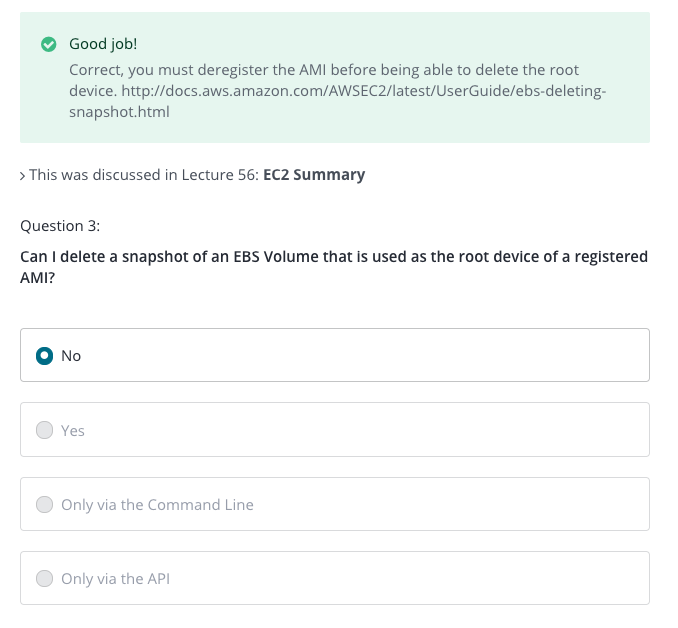 Good job!
Correct, you must deregister the AMI before being able to delete the root
device. http://docs.aws.amazon.com/AWSEC2/latest/UserGuide/ebs-deleting-
snapshot.html
› This was discussed in Lecture 56: EC2 Summary
Question 3:
Can I delete a snapshot of an EBS Volume that is used as the root device of a registered
AMI?
No
Yes
Only via the Command Line
Only via the API